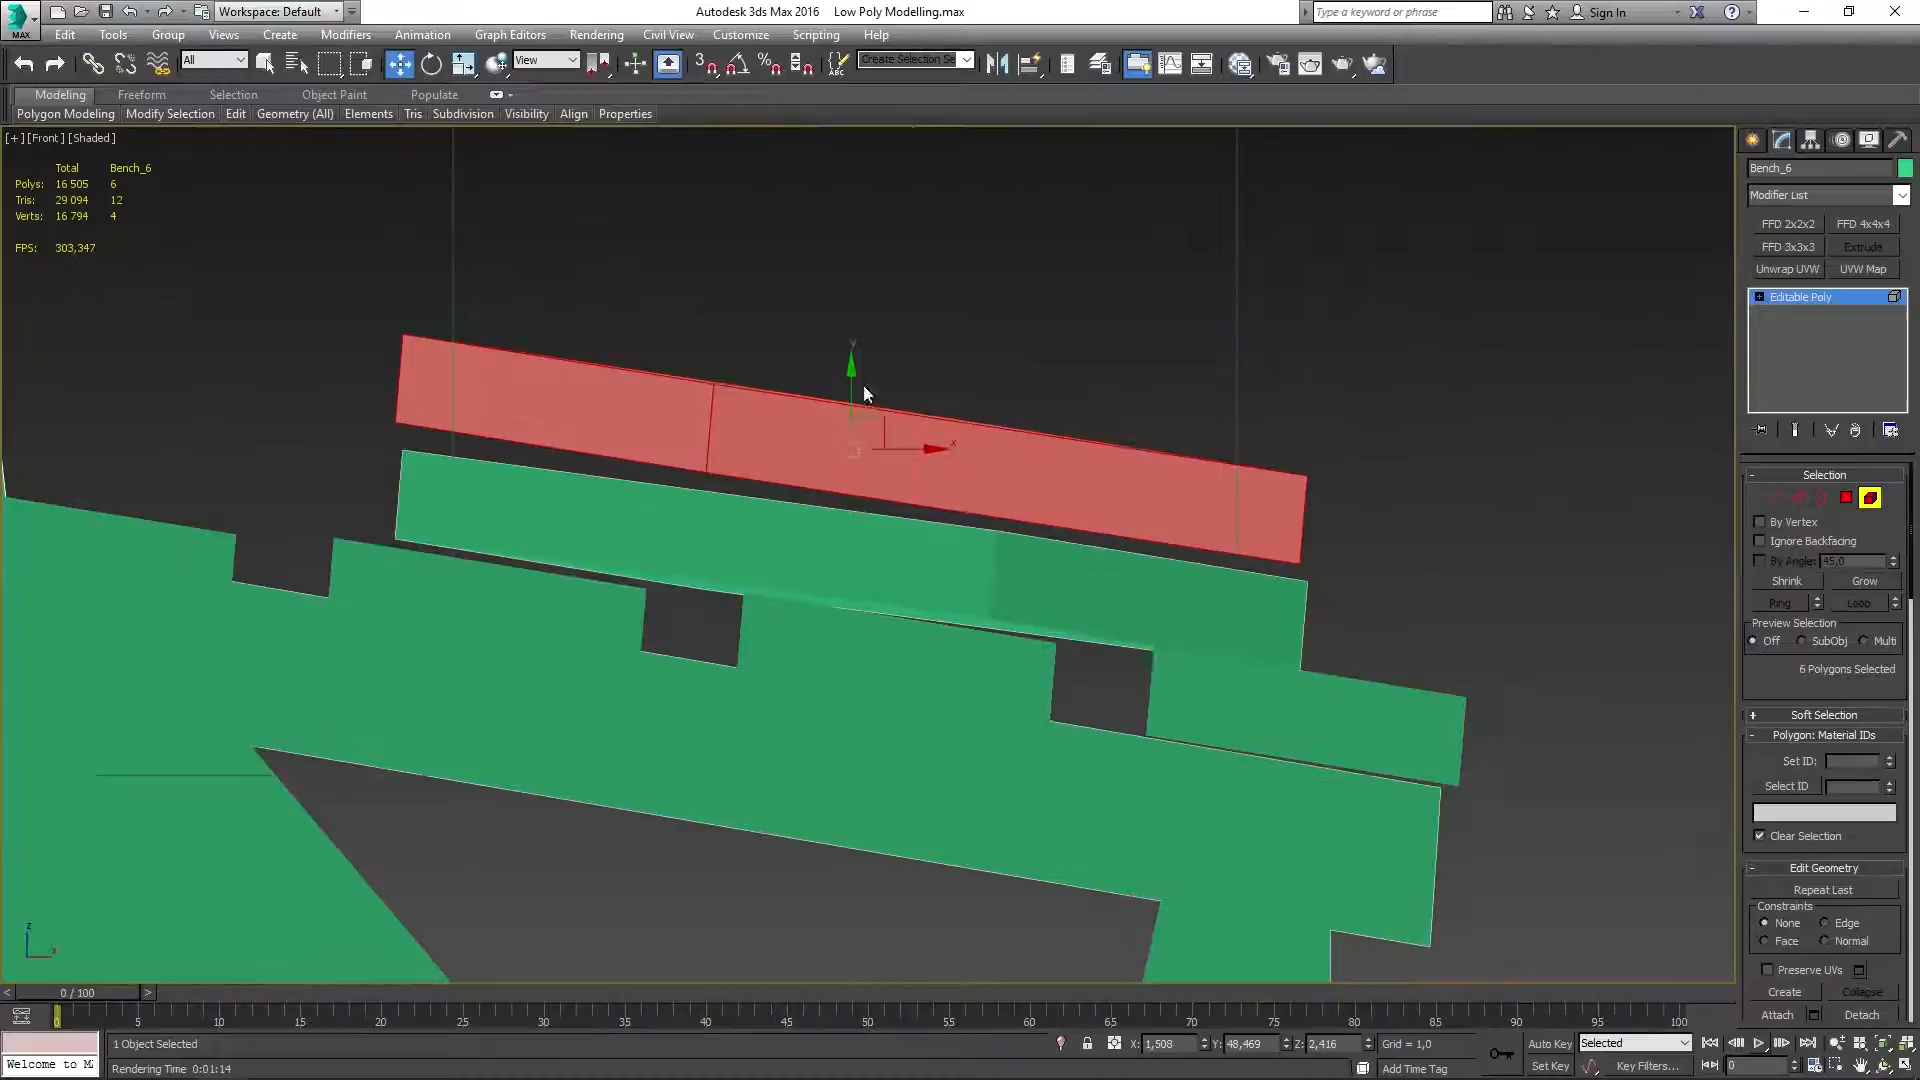 MAX
Workspace: Default
Autodesk 3ds Max 2016 Low Poly Modelling.max
Type a keyword or phrase
Sign In
Edit Tools Group Views Create Modifiers Animation Graph Editors Rendering Civil View Customize Scripting Help
All
View
3
ABC
Create Selection Se
Modeling Freeform Selection Object Paint Populate
Polygon Modeling Modify Selection Edit Geometry (All) Elements Tris Subdivision Visibility Align Properties
[+] [Front] [Shaded]
Total Bench_6
Polys: 16 505 6
Tris: 29 094 12
Verts: 16 794 4
FPS: 303,347
y
x
z
x
Bench_6
Modifier List
FFD 2x2x2 FFD 4x4x4
FFD 3x3x3 Extrude
Unwrap UVW UVW Map
Editable Poly
- Selection
By Vertex
Ignore Backfacing
By Angle: 45,0
Shrink Grow
Ring Loop
Preview Selection
Off SubObj Multi
6 Polygons Selected
+ Soft Selection
- Polygon: Material IDs
Set ID:
Select ID
Clear Selection
- Edit Geometry
Repeat Last
Constraints
None Edge
Face Normal
Preserve UVs
Create Collapse
Attach Detach
< 0 / 100 >
0 5 10 15 20 25 30 35 40 45 50 55 60 65 70 75 80 85 90 95 100
1 Object Selected
X: 1,508 Y: 48,469 Z: 2,416 Grid = 1,0
Auto Key Selected
Welcome to M
Rendering Time 0:01:14
Add Time Tag
Set Key Key Filters...
0